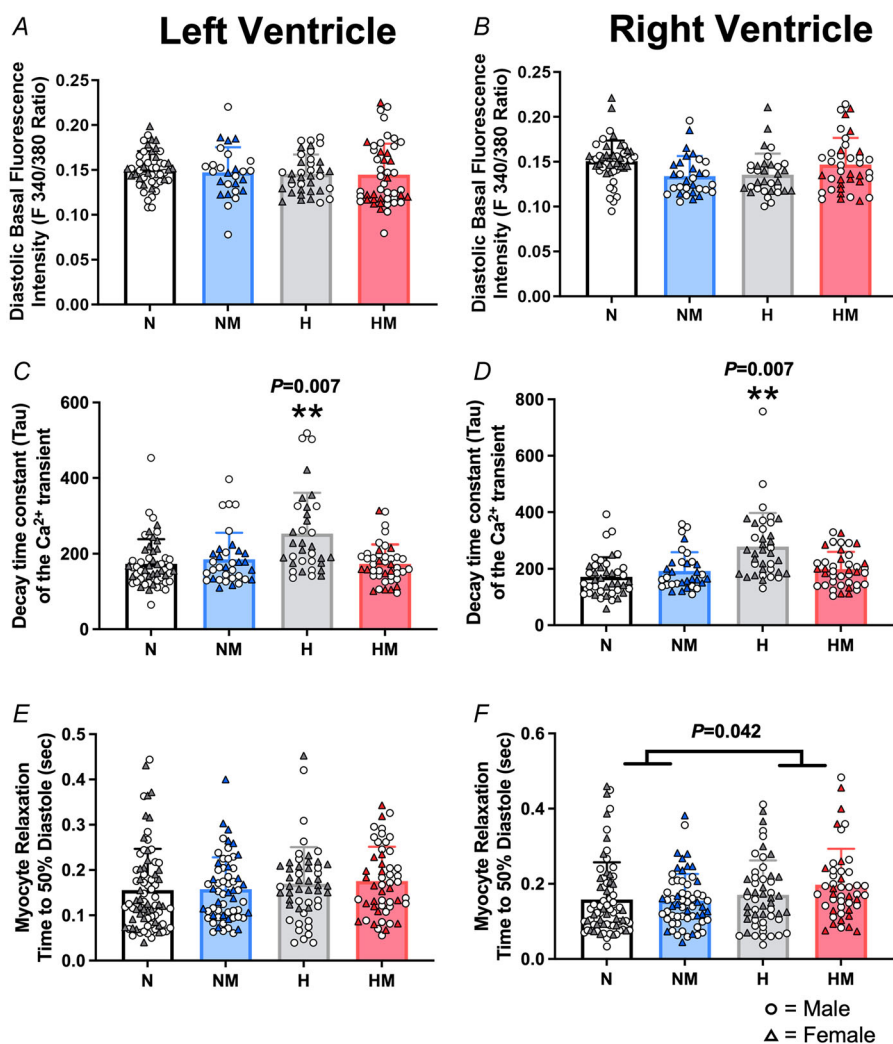 A Left Ventricle
Diastolic Basal Fluorescence
Intensity (F 340/380 Ratio)
0.25
0.20
0.15
0.10
0.05
0.00
N NM H HM
B Right Ventricle
Diastolic Basal Fluorescence
Intensity (F 340/380 Ratio)
0.25
0.20
0.15
0.10
0.05
0.00
N NM H HM
C
Decay time constant (Tau)
of the Ca²⁺ transient
600
400
200
0
P=0.007
**
N NM H HM
D
Decay time constant (Tau)
of the Ca²⁺ transient
800
600
400
200
0
P=0.007
**
N NM H HM
E
Myocyte Relaxation
Time to 50% Diastole (sec)
0.5
0.4
0.3
0.2
0.1
0.0
N NM H HM
F
Myocyte Relaxation
Time to 50% Diastole (sec)
0.6
0.4
0.2
0.0
P=0.042
N NM H HM
= Male
= Female